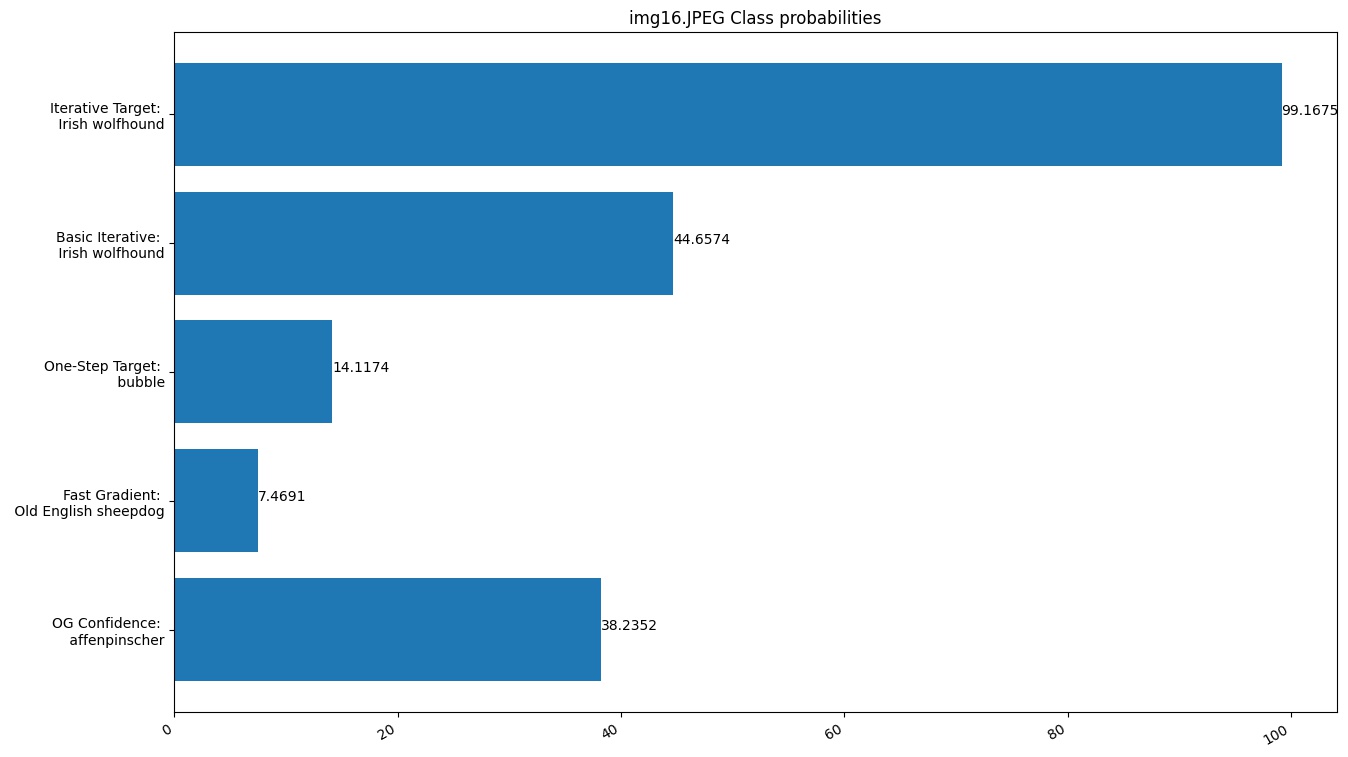 img16.JPEG Class probabilities
Iterative Target:
Irish wolfhound
99.1675
Basic Iterative:
Irish wolfhound
44.6574
One-Step Target:
bubble
14.1174
Fast Gradient:
Old English sheepdog
7.4691
OG Confidence:
affenpinscher
38.2352
0
20
40
60
80
100